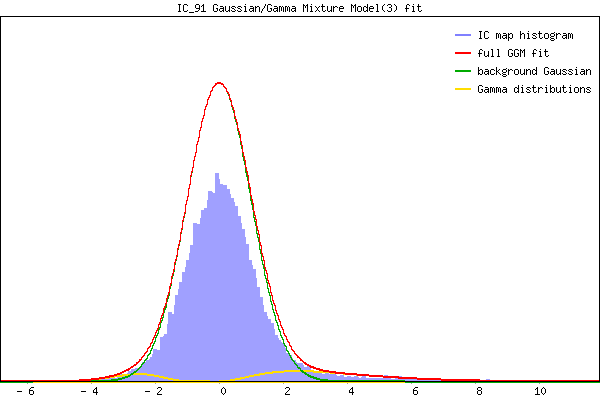 IC_91 Gaussian/Gamma Mixture Model(3) fit
IC map histogram
full GGM fit
background Gaussian
Gamma distributions
-6 -4 -2 0 2 4 6 8 10